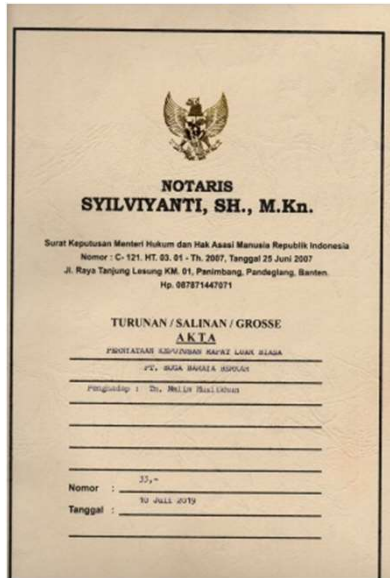 NOTARIS
SYILVIYANTI, SH., M.Kn.
Surat Keputusan Menteri Hukum dan Hak Asasi Manusia Republik Indonesia
Nomor : C- 121. HT. 03. 01 - Th. 2007, Tanggal 25 Juni 2007
Jl. Raya Tanjung Lesung KM. 01, Panimbang, Pandeglang, Banten.
Hp. 087871447071
TURUNAN / SALINAN / GROSSE
AKTA
PERNYATAAN KEPUTUSAN RAPAT LUAR BIASA
PT.
Penghadap : Tn.
Nomor : 33,-
Tanggal : 10 Juli 2019